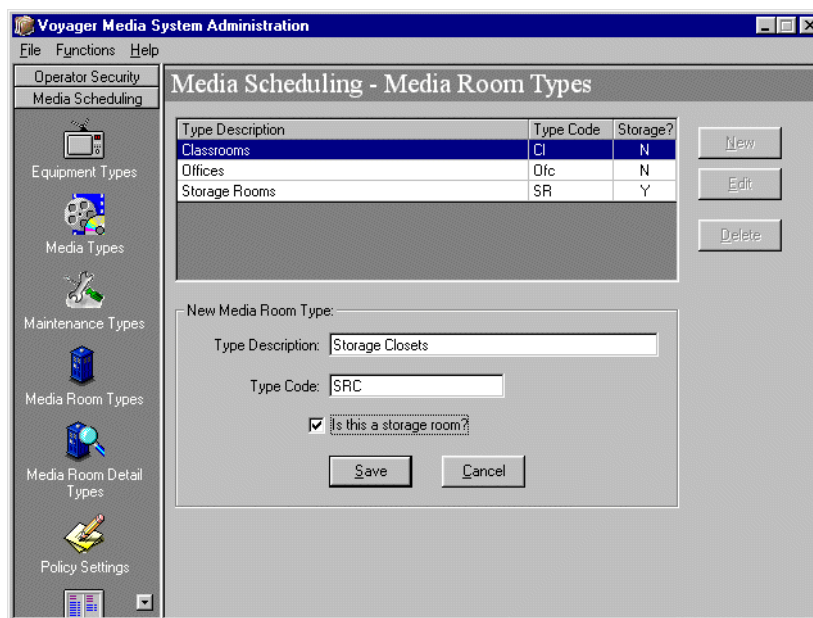 Voyager Media System Administration
File Functions Help
Operator Security
Media Scheduling
Equipment Types
Media Types
Maintenance Types
Media Room Types
Media Room Detail
Types
Policy Settings
Media Scheduling - Media Room Types
Type Description Type Code Storage?
Classrooms Cl N
Offices Ofc N
Storage Rooms SR Y
New
Edit
Delete
New Media Room Type:
Type Description: Storage Closets
Type Code: SRC
Is this a storage room?
Save Cancel